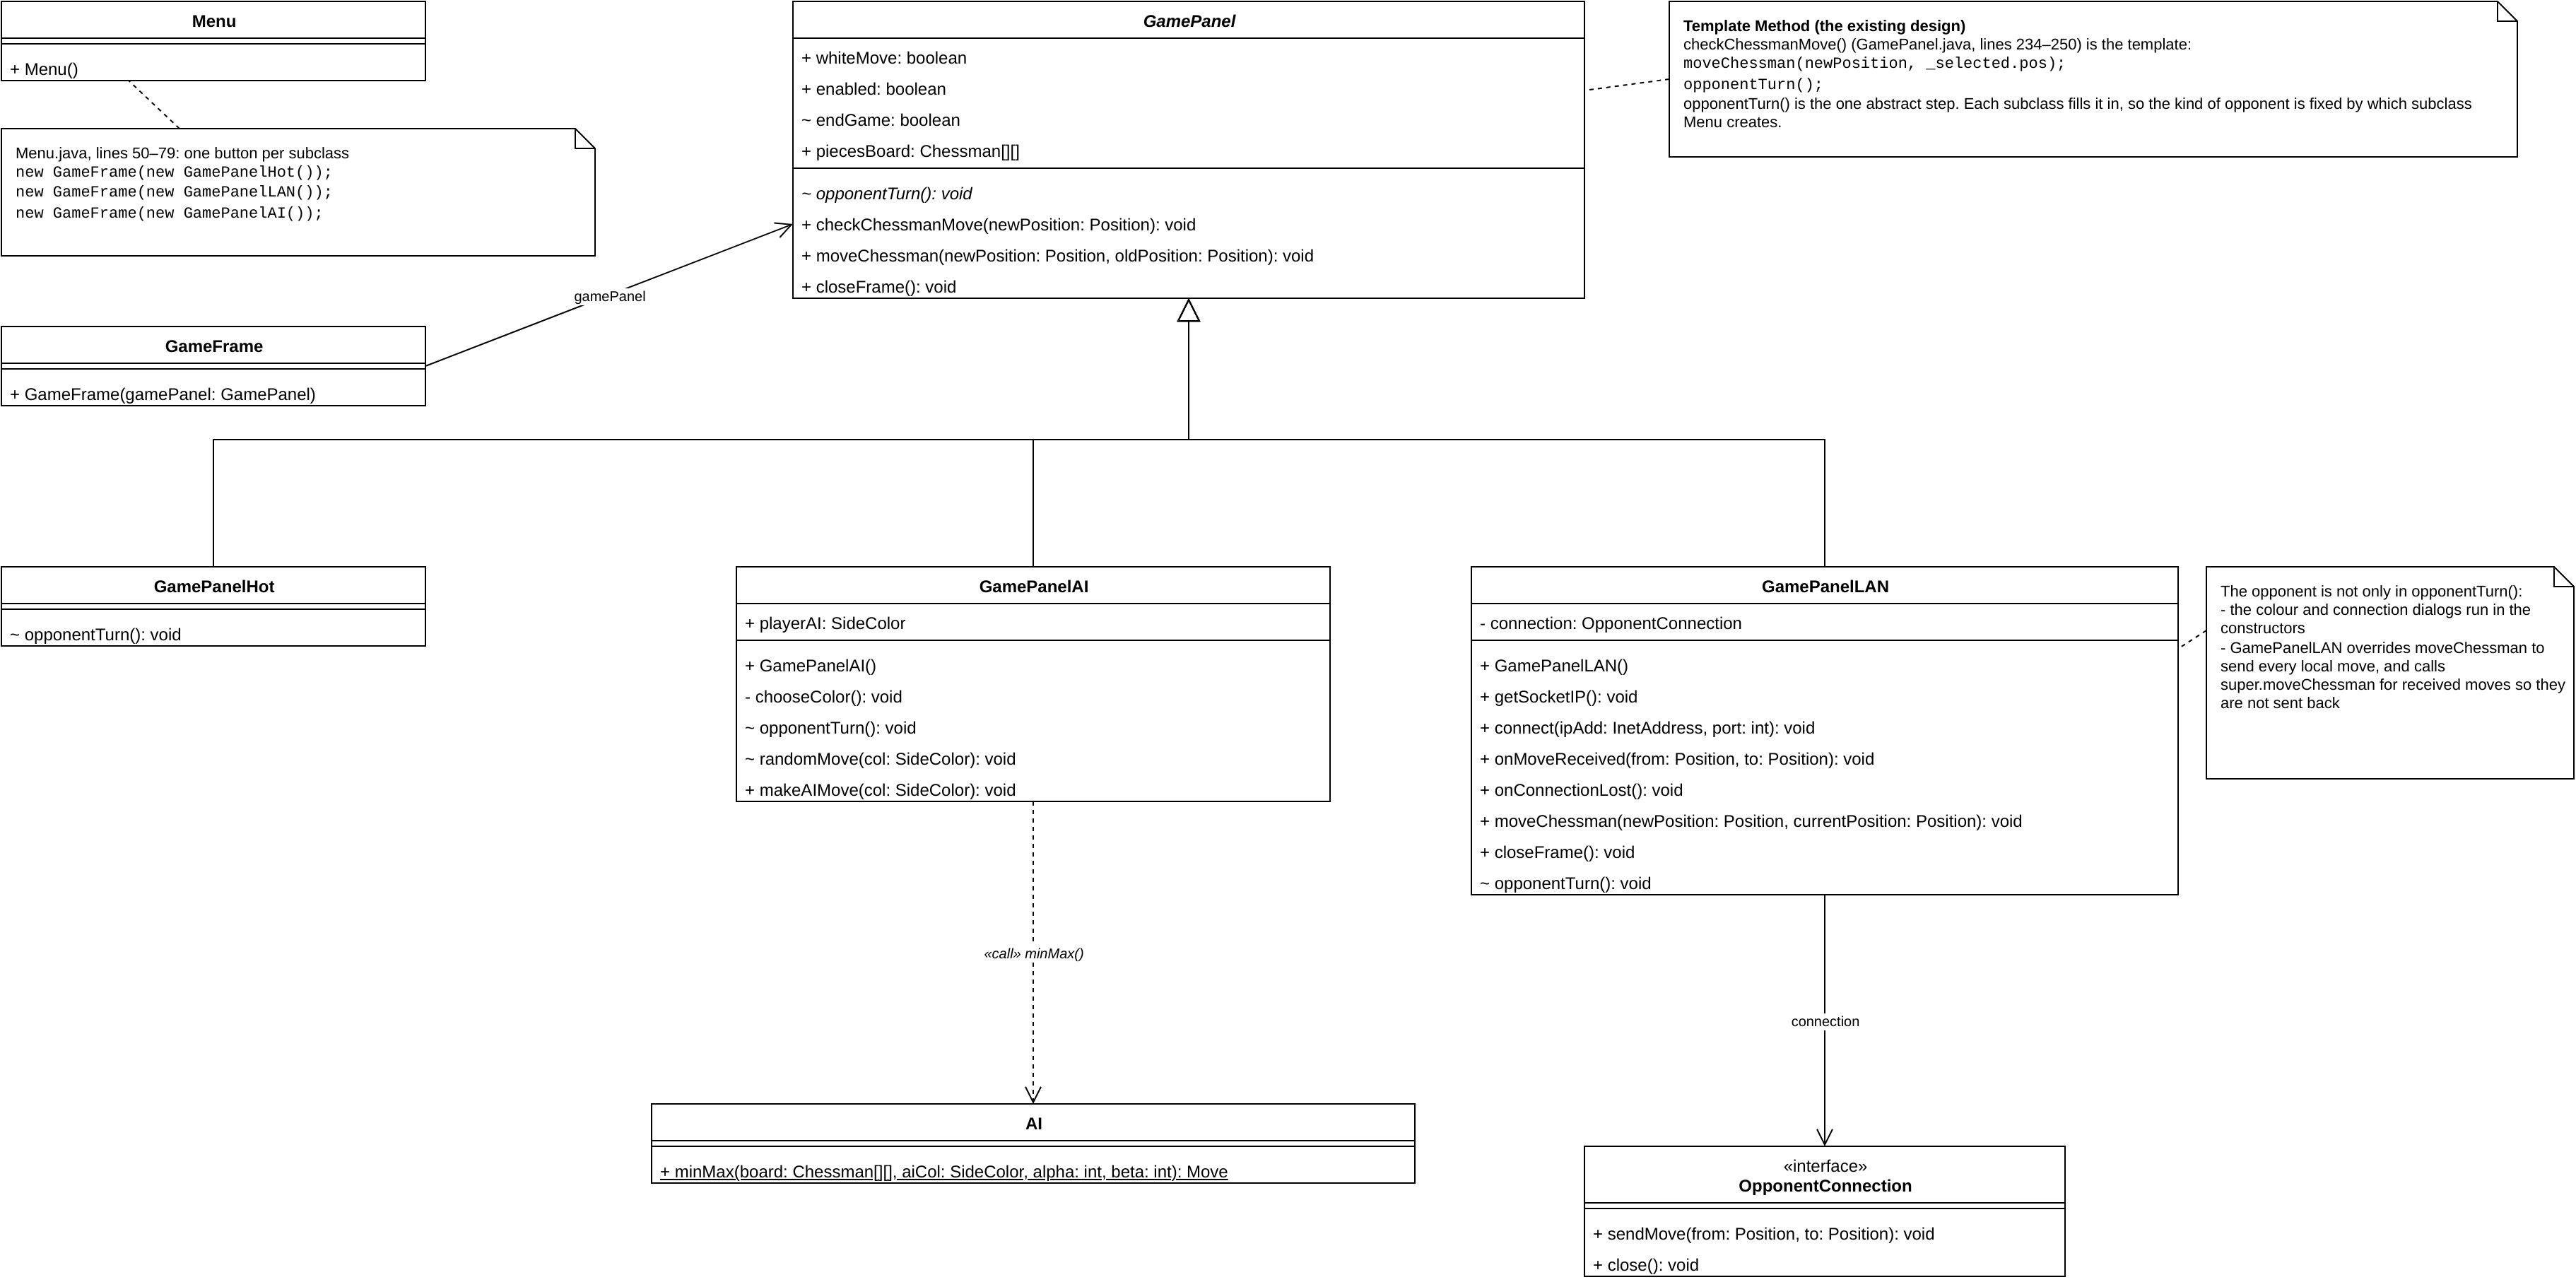 Menu
+ Menu()
Menu.java, lines 50–79: one button per subclass
new GameFrame(new GamePanelHot());
new GameFrame(new GamePanelLAN());
new GameFrame(new GamePanelAI());
GamePanel
+ whiteMove: boolean
+ enabled: boolean
~ endGame: boolean
+ piecesBoard: Chessman[][]
~ opponentTurn(): void
+ checkChessmanMove(newPosition: Position): void
+ moveChessman(newPosition: Position, oldPosition: Position): void
+ closeFrame(): void
Template Method (the existing design)
checkChessmanMove() (GamePanel.java, lines 234–250) is the template:
moveChessman(newPosition, _selected.pos);
opponentTurn();
opponentTurn() is the one abstract step. Each subclass fills it in, so the kind of opponent is fixed by which subclass
Menu creates.
gamePanel
GameFrame
+ GameFrame(gamePanel: GamePanel)
GamePanelHot
~ opponentTurn(): void
GamePanelAI
+ playerAI: SideColor
+ GamePanelAI()
- chooseColor(): void
~ opponentTurn(): void
~ randomMove(col: SideColor): void
+ makeAIMove(col: SideColor): void
GamePanelLAN
- connection: OpponentConnection
+ GamePanelLAN()
+ getSocketIP(): void
+ connect(ipAdd: InetAddress, port: int): void
+ onMoveReceived(from: Position, to: Position): void
+ onConnectionLost(): void
+ moveChessman(newPosition: Position, currentPosition: Position): void
+ closeFrame(): void
~ opponentTurn(): void
The opponent is not only in opponentTurn():
- the colour and connection dialogs run in the
constructors
- GamePanelLAN overrides moveChessman to
send every local move, and calls
super.moveChessman for received moves so they
are not sent back
«call» minMax()
connection
AI
+ minMax(board: Chessman[][], aiCol: SideColor, alpha: int, beta: int): Move
«interface»
OpponentConnection
+ sendMove(from: Position, to: Position): void
+ close(): void